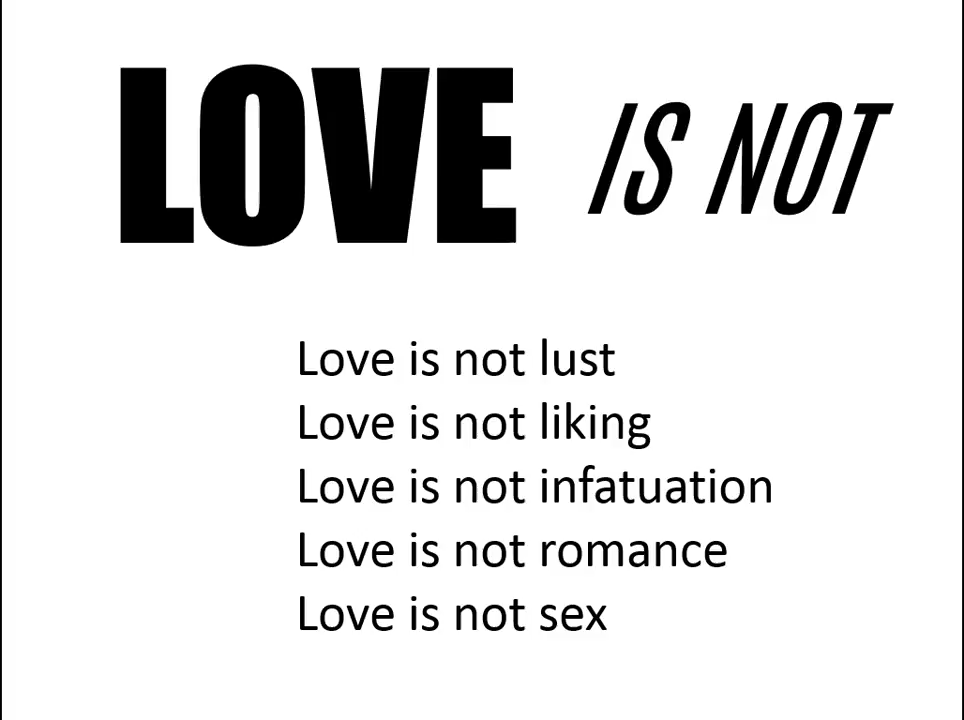 LOVE IS NOT
Love is not lust
Love is not liking
Love is not infatuation
Love is not romance
Love is not sex